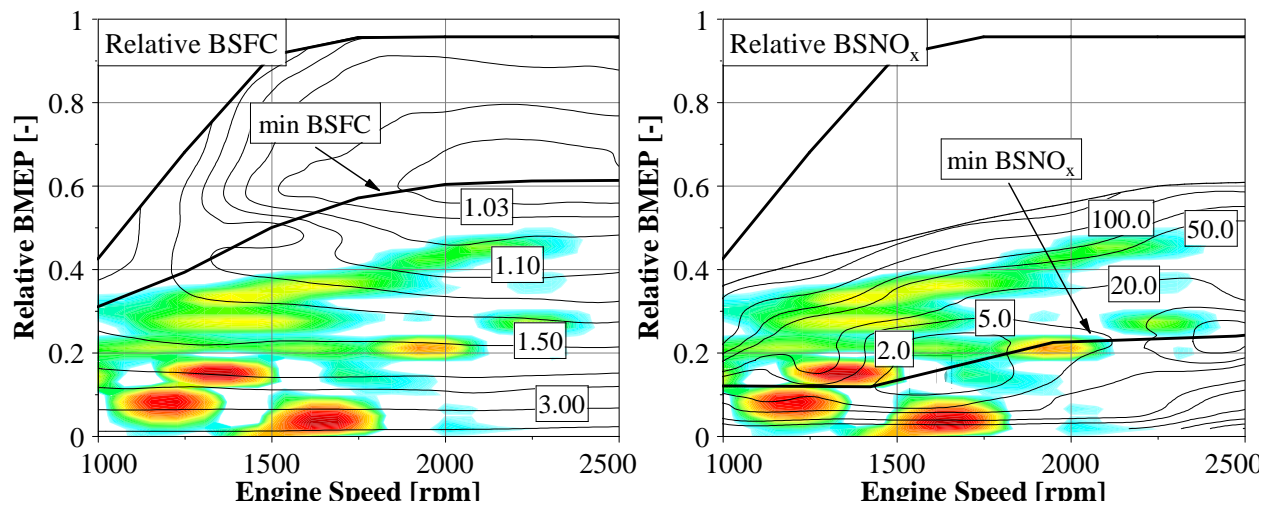 Relative BSFC
min BSFC
1.03
1.10
1.50
3.00
1
0.8
0.6
0.4
0.2
0
Relative BMEP [-]
1000 1500 2000 2500
Engine Speed [rpm]
Relative BSNOx
min BSNOx
100.0
50.0
20.0
5.0
2.0
1
0.8
0.6
0.4
0.2
0
Relative BMEP [-]
1000 1500 2000 2500
Engine Speed [rpm]